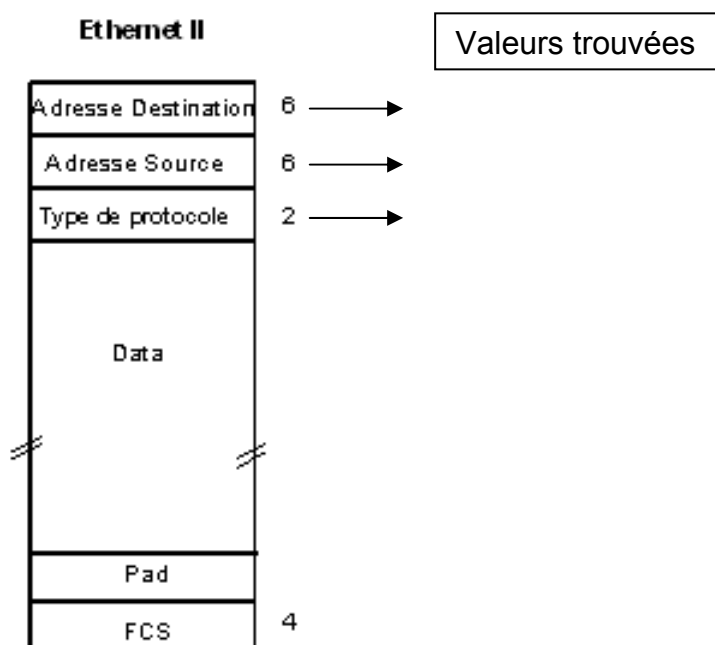 Ethernet II
Valeurs trouvées
Adresse Destination 6
Adresse Source 6
Type de protocole 2
Data
Pad
FCS 4